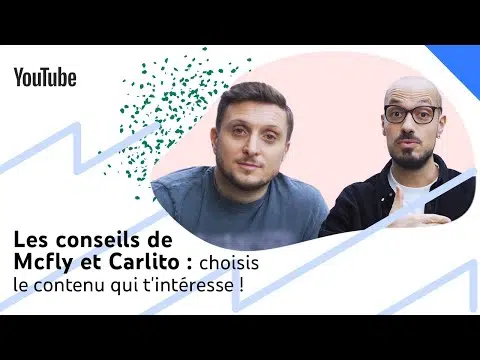 YouTube
Les conseils de
Mcfly et Carlito : choisis
le contenu qui t'intéresse !